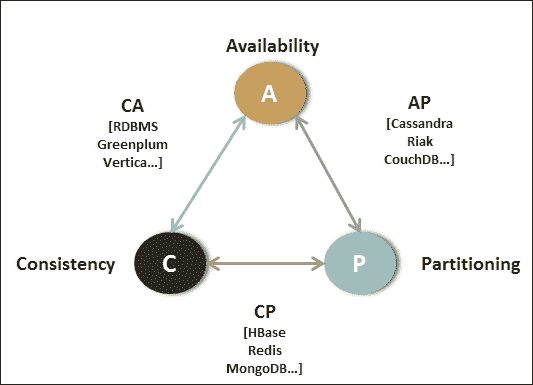 Availability
A
CA
[RDBMS
Greenplum
Vertica...]
AP
[Cassandra
Riak
CouchDB...]
Consistency
C
P
Partitioning
CP
[HBase
Redis
MongoDB...]